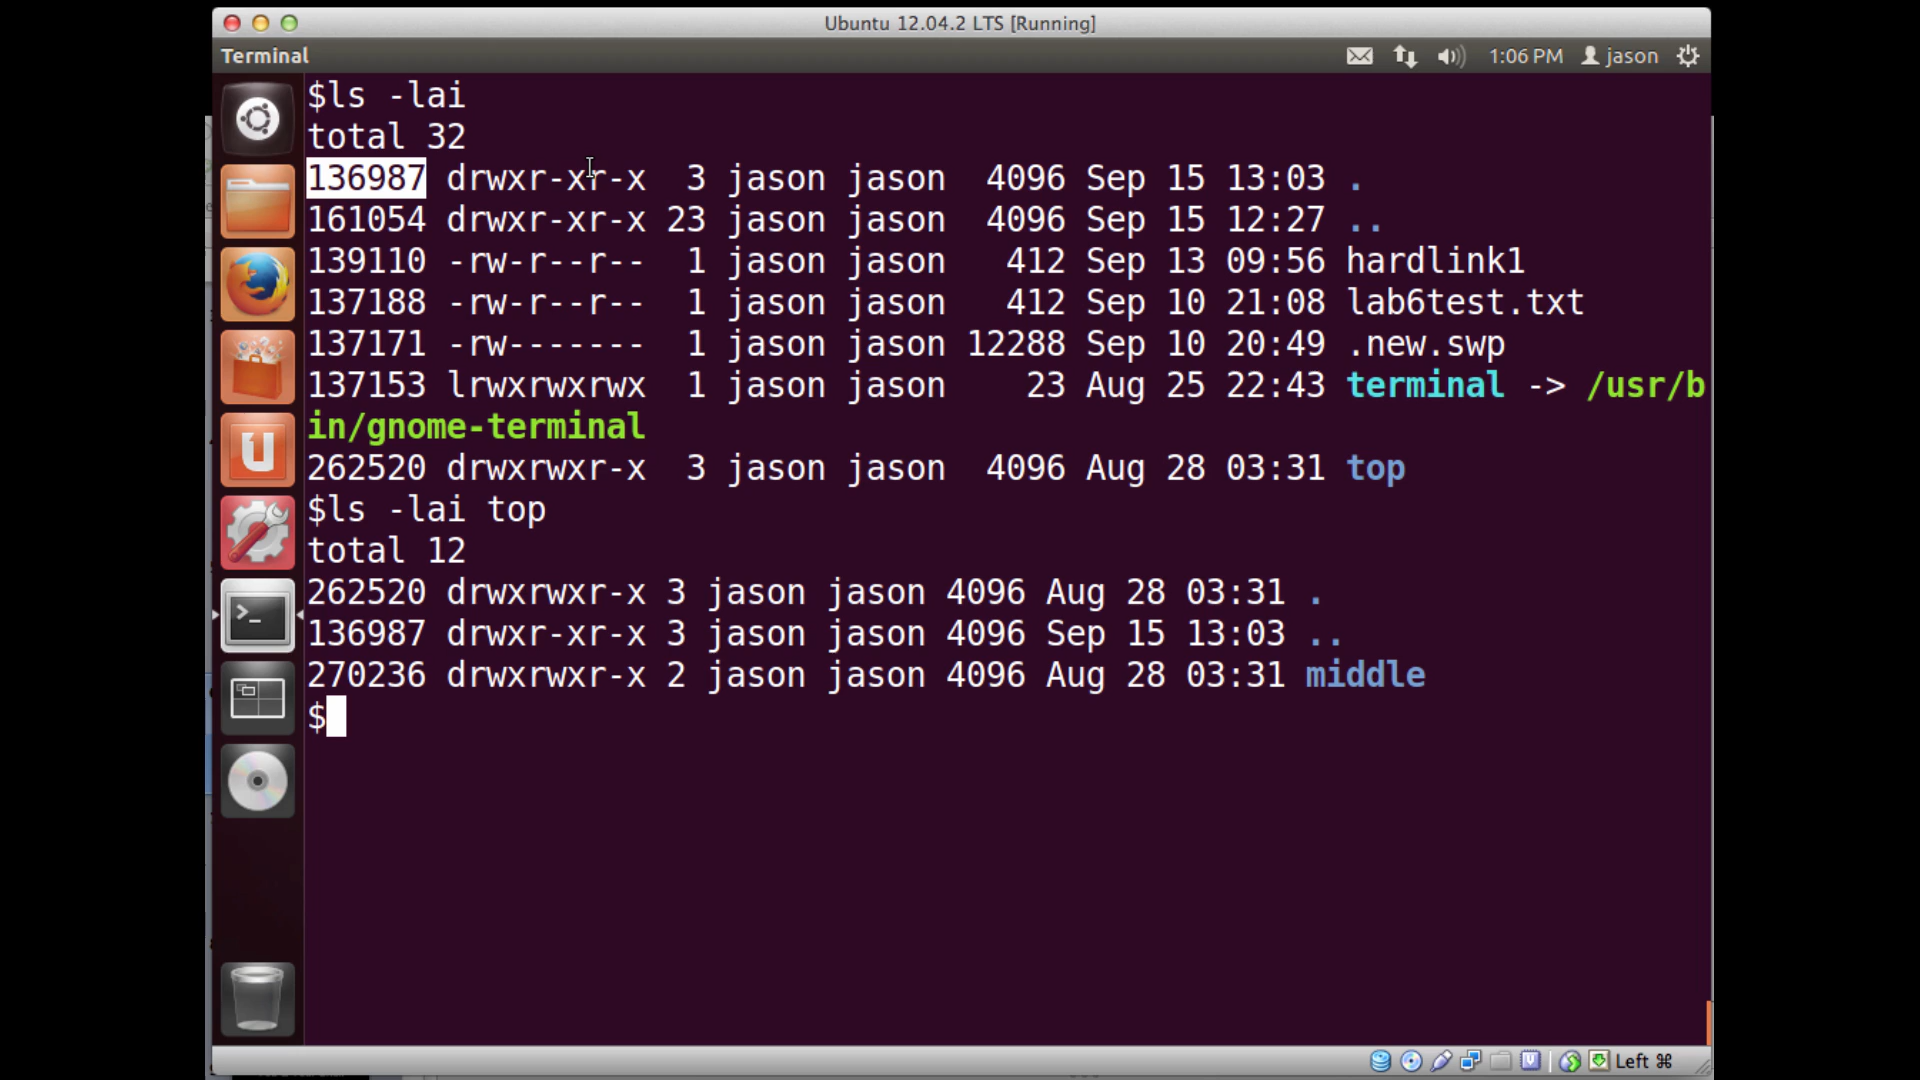 Ubuntu 12.04.2 LTS [Running]
Terminal 1:06 PM jason
$ls -lai
total 32
136987 drwxr-xr-x  3 jason jason  4096 Sep 15 13:03 .
161054 drwxr-xr-x 23 jason jason  4096 Sep 15 12:27 ..
139110 -rw-r--r--  1 jason jason   412 Sep 13 09:56 hardlink1
137188 -rw-r--r--  1 jason jason   412 Sep 10 21:08 lab6test.txt
137171 -rw-------  1 jason jason 12288 Sep 10 20:49 .new.swp
137153 lrwxrwxrwx  1 jason jason    23 Aug 25 22:43 terminal -> /usr/b
in/gnome-terminal
262520 drwxrwxr-x  3 jason jason  4096 Aug 28 03:31 top
$ls -lai top
total 12
262520 drwxrwxr-x 3 jason jason 4096 Aug 28 03:31 .
136987 drwxr-xr-x 3 jason jason 4096 Sep 15 13:03 ..
270236 drwxrwxr-x 2 jason jason 4096 Aug 28 03:31 middle
$
Left ⌘